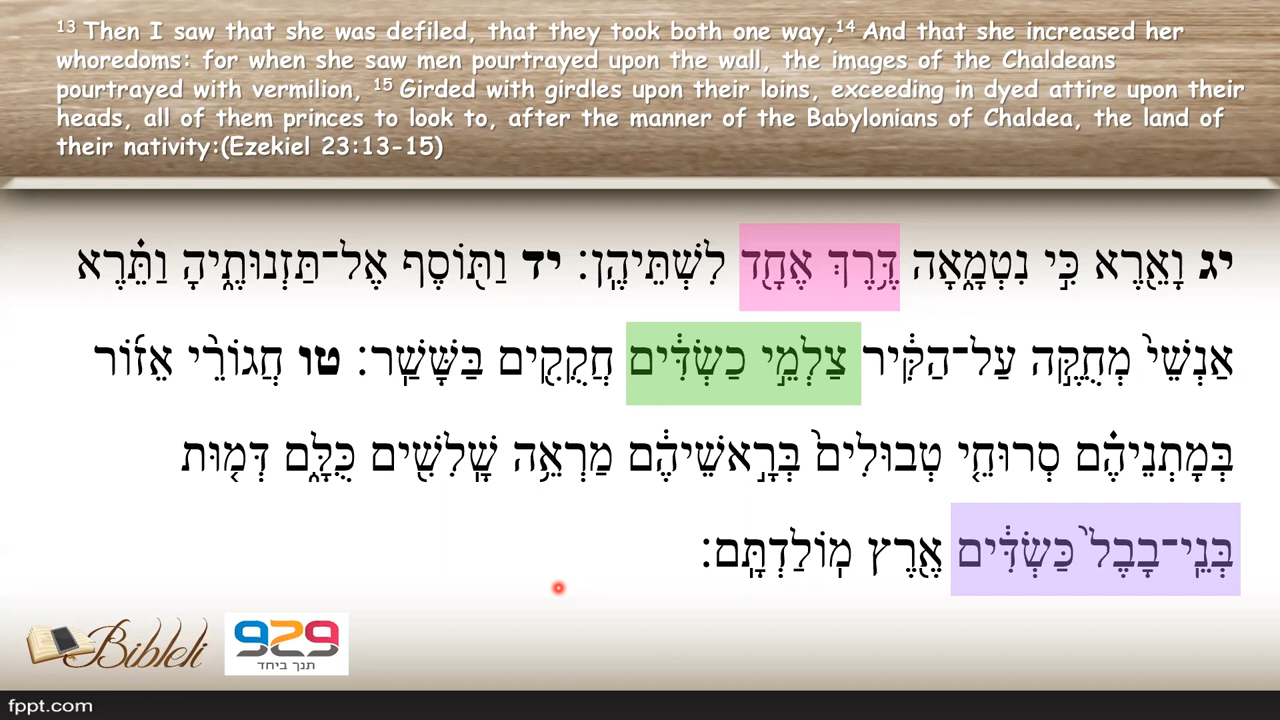 ¹³ Then I saw that she was defiled, that they took both one way,¹⁴ And that she increased her
whoredoms: for when she saw men pourtrayed upon the wall, the images of the Chaldeans
pourtrayed with vermilion, ¹⁵ Girded with girdles upon their loins, exceeding in dyed attire upon their
heads, all of them princes to look to, after the manner of the Babylonians of Chaldea, the land of
their nativity:(Ezekiel 23:13-15)
יג וָאֵ֖רֶא כִּ֣י נִטְמָ֑אָה דֶּ֥רֶךְ אֶחָ֖ד לִשְׁתֵּיהֶֽן׃ יד וַתּ֖וֹסֶף אֶל־תַּזְנוּתֶ֑יהָ וַתֵּ֗רֶא
אַנְשֵׁי֙ מְחֻקֶּ֣ה עַל־הַקִּ֔יר צַלְמֵ֣י כַשְׂדִּ֔ים חֲקֻקִ֖ים בַּשָּׁשַֽׁר׃ טו חֲגוֹרֵ֨י אֵז֜וֹר
בְּמָתְנֵיהֶ֗ם סְרוּחֵ֤י טְבוּלִים֙ בְּרָ֣אשֵׁיהֶ֔ם מַרְאֵ֥ה שָׁלִשִׁ֖ים כֻּלָּ֑ם דְּמ֤וּת
בְּנֵֽי־בָבֶל֙ כַּשְׂדִּ֔ים אֶ֖רֶץ מֽוֹלַדְתָּֽם׃
Bibleli
929
תנך ביחד
fppt.com